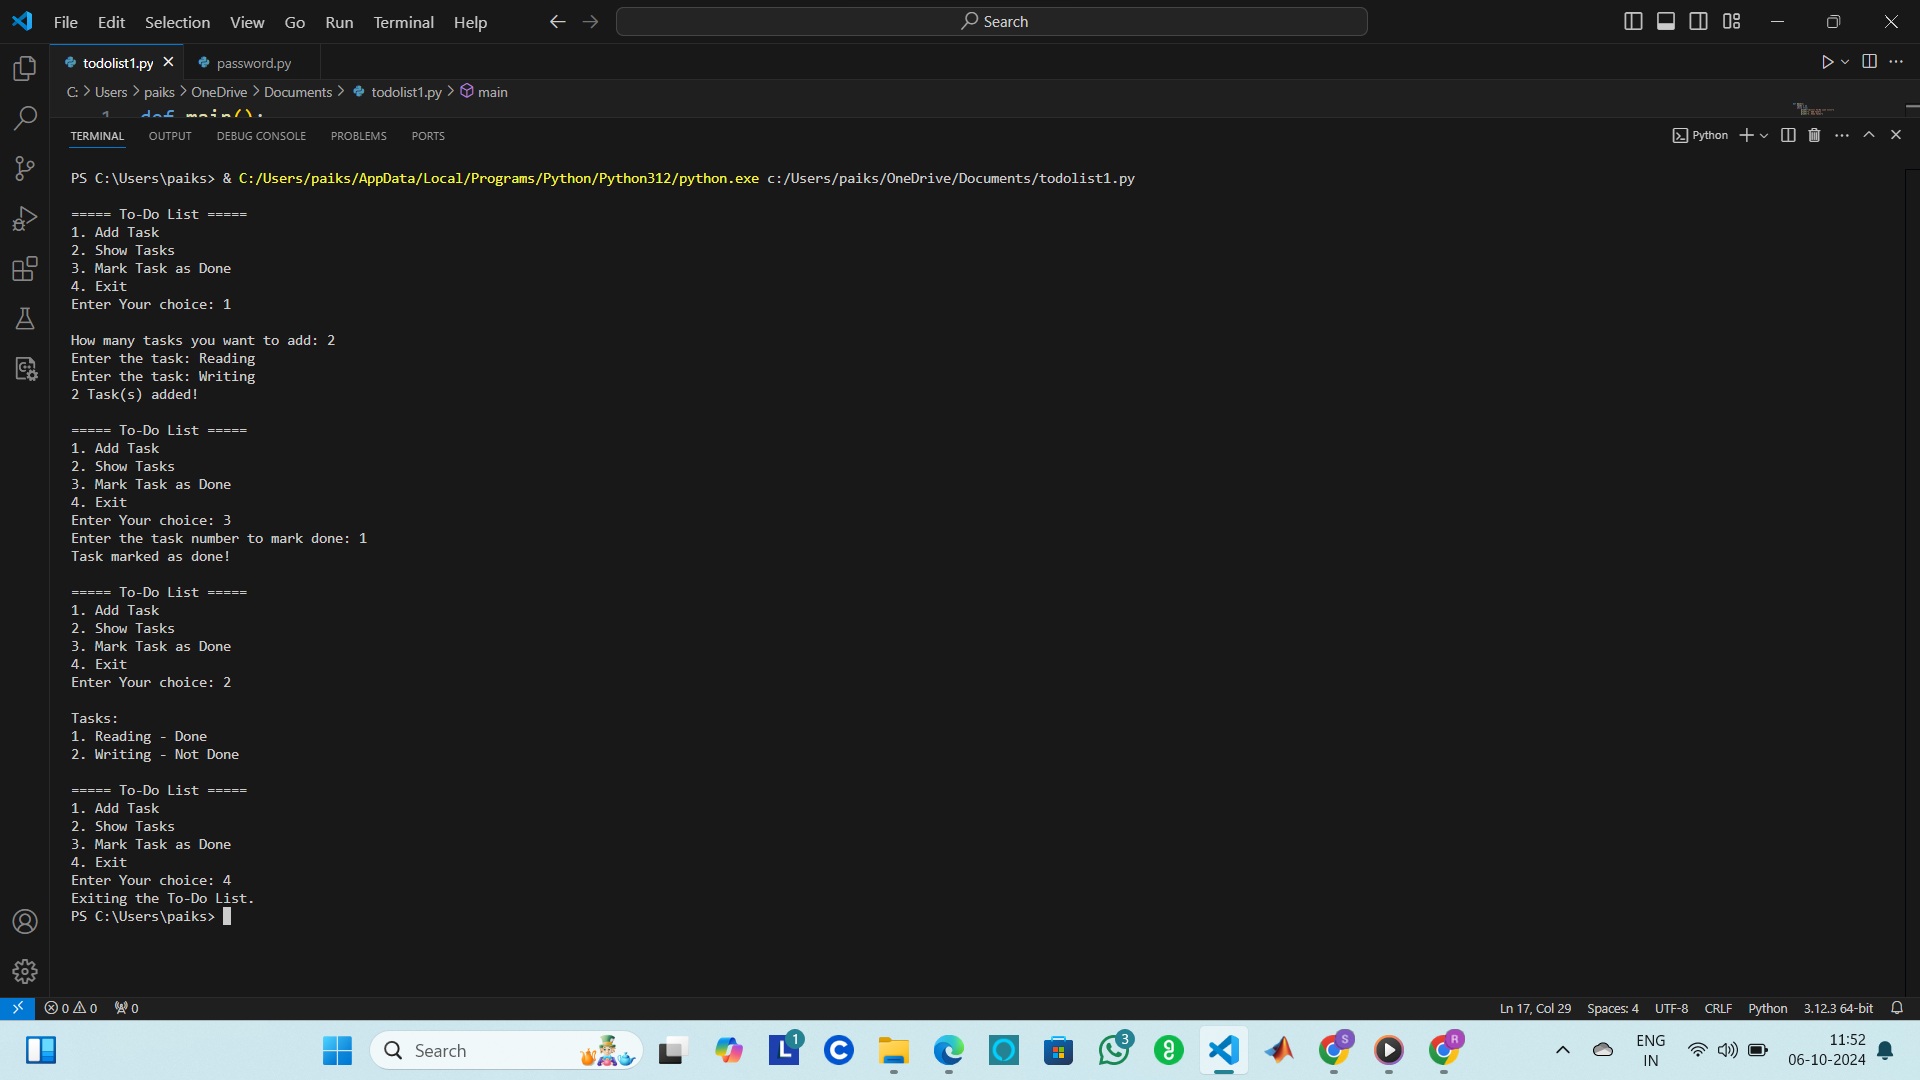 File Edit Selection View Go Run Terminal Help Search
todolist1.py password.py
C: > Users > paiks > OneDrive > Documents > todolist1.py > main
1 def main():
TERMINAL OUTPUT DEBUG CONSOLE PROBLEMS PORTS Python
PS C:\Users\paiks> & C:/Users/paiks/AppData/Local/Programs/Python/Python312/python.exe c:/Users/paiks/OneDrive/Documents/todolist1.py
===== To-Do List =====
1. Add Task
2. Show Tasks
3. Mark Task as Done
4. Exit
Enter Your choice: 1
How many tasks you want to add: 2
Enter the task: Reading
Enter the task: Writing
2 Task(s) added!
===== To-Do List =====
1. Add Task
2. Show Tasks
3. Mark Task as Done
4. Exit
Enter Your choice: 3
Enter the task number to mark done: 1
Task marked as done!
===== To-Do List =====
1. Add Task
2. Show Tasks
3. Mark Task as Done
4. Exit
Enter Your choice: 2
Tasks:
1. Reading - Done
2. Writing - Not Done
===== To-Do List =====
1. Add Task
2. Show Tasks
3. Mark Task as Done
4. Exit
Enter Your choice: 4
Exiting the To-Do List.
PS C:\Users\paiks>
0 0 0 Ln 17, Col 29 Spaces: 4 UTF-8 CRLF Python 3.12.3 64-bit
Search L 1 C 3 S R ENG 11:52
IN 06-10-2024